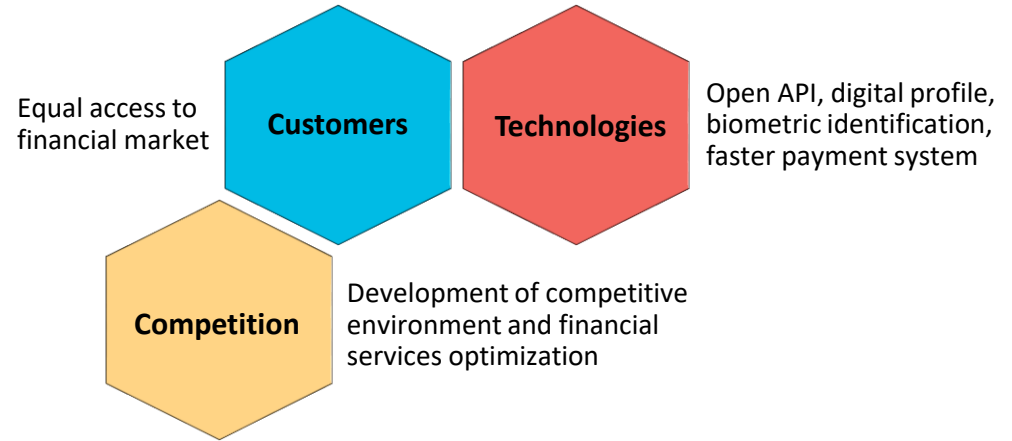 Equal access to
financial market
Customers
Technologies
Open API, digital profile,
biometric identification,
faster payment system
Competition
Development of competitive
environment and financial
services optimization